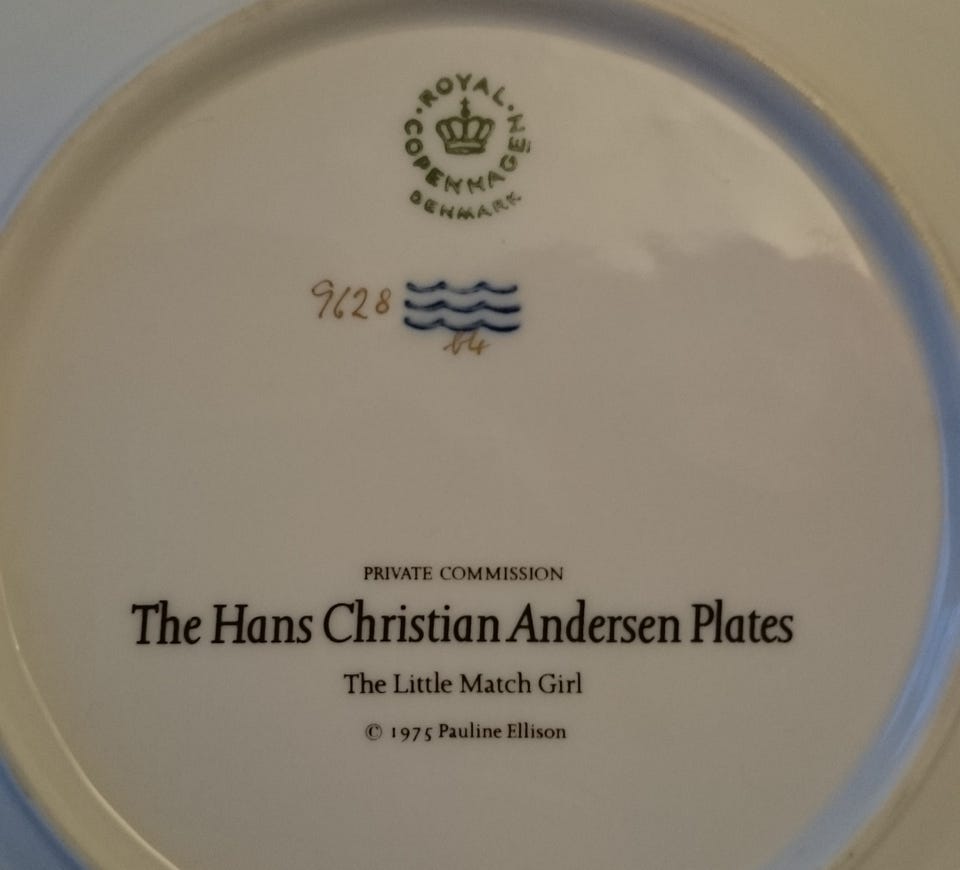 ROYAL COPENHAGEN
DENMARK
9628
PRIVATE COMMISSION
The Hans Christian Andersen Plates
The Little Match Girl
© 1975 Pauline Ellison